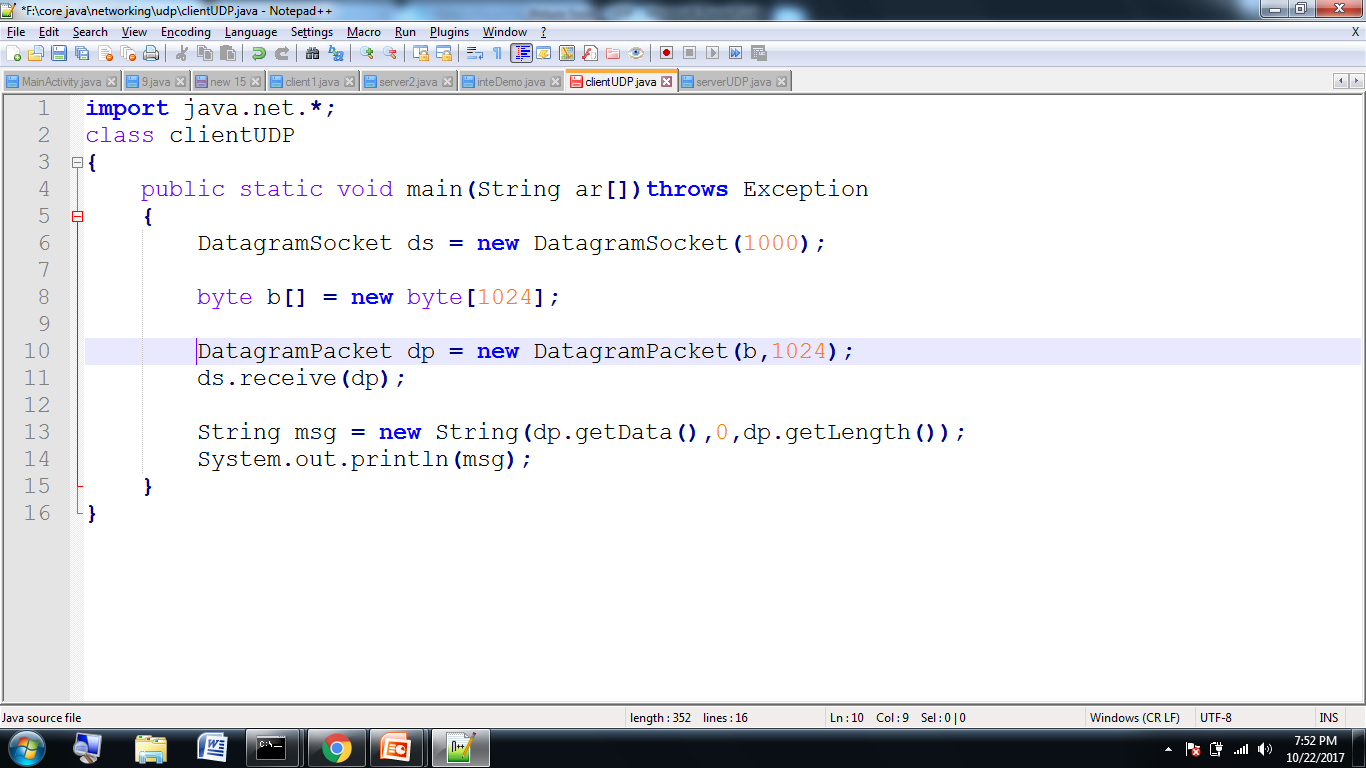 *F:\core java\networking\udp\clientUDP.java - Notepad++
File Edit Search View Encoding Language Settings Macro Run Plugins Window ? X
MainActivity.java 9.java new 15 client1.java server2.java inteDemo.java clientUDP.java serverUDP.java
1 import java.net.*;
2 class clientUDP
3 {
4 public static void main(String ar[])throws Exception
5 {
6 DatagramSocket ds = new DatagramSocket(1000);
7
8 byte b[] = new byte[1024];
9
10 DatagramPacket dp = new DatagramPacket(b,1024);
11 ds.receive(dp);
12
13 String msg = new String(dp.getData(),0,dp.getLength());
14 System.out.println(msg);
15 }
16 }
Java source file length : 352 lines : 16 Ln : 10 Col : 9 Sel : 0 | 0 Windows (CR LF) UTF-8 INS
7:52 PM
10/22/2017